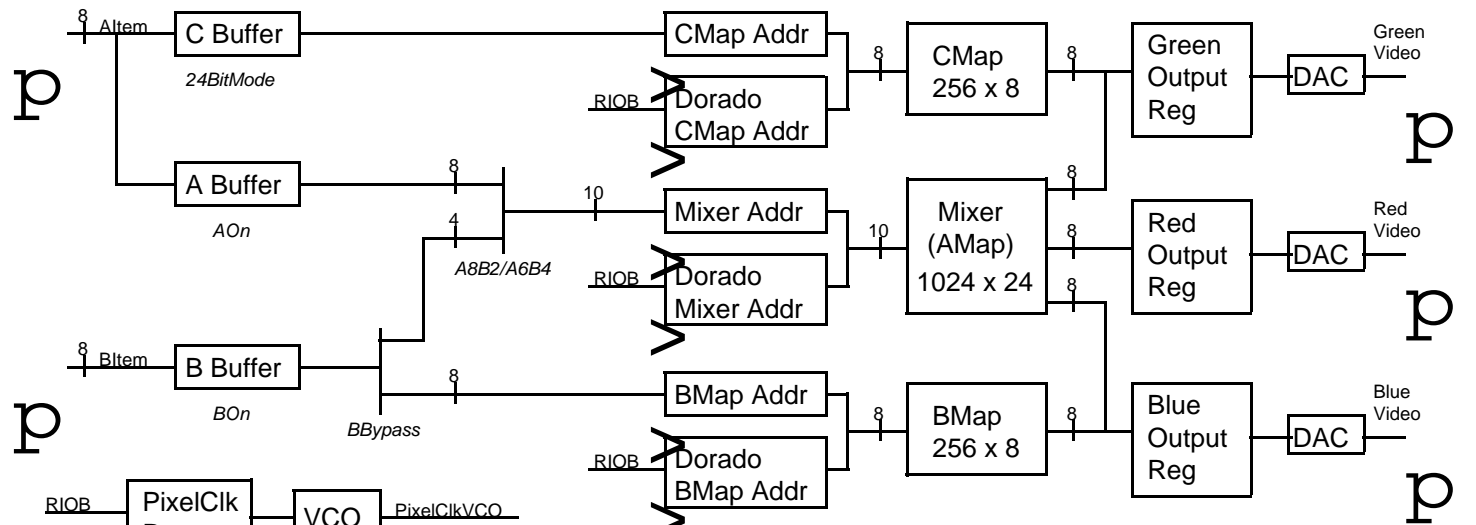 8
AItem
C Buffer
24BitMode
CMap Addr
RIOB
Dorado
CMap Addr
8
CMap
256 x 8
8
Green
Output
Reg
DAC
Green
Video
p
>
>
p
A Buffer
AOn
8
4
A8B2/A6B4
10
Mixer Addr
RIOB
Dorado
Mixer Addr
>
>
10
Mixer
(AMap)
1024 x 24
8
8
8
Red
Output
Reg
DAC
Red
Video
p
8
BItem
B Buffer
BOn
BBypass
8
BMap Addr
RIOB
Dorado
BMap Addr
>
>
8
BMap
256 x 8
8
Blue
Output
Reg
DAC
Blue
Video
p
p
RIOB
PixelClk
VCO
PixelClkVCO